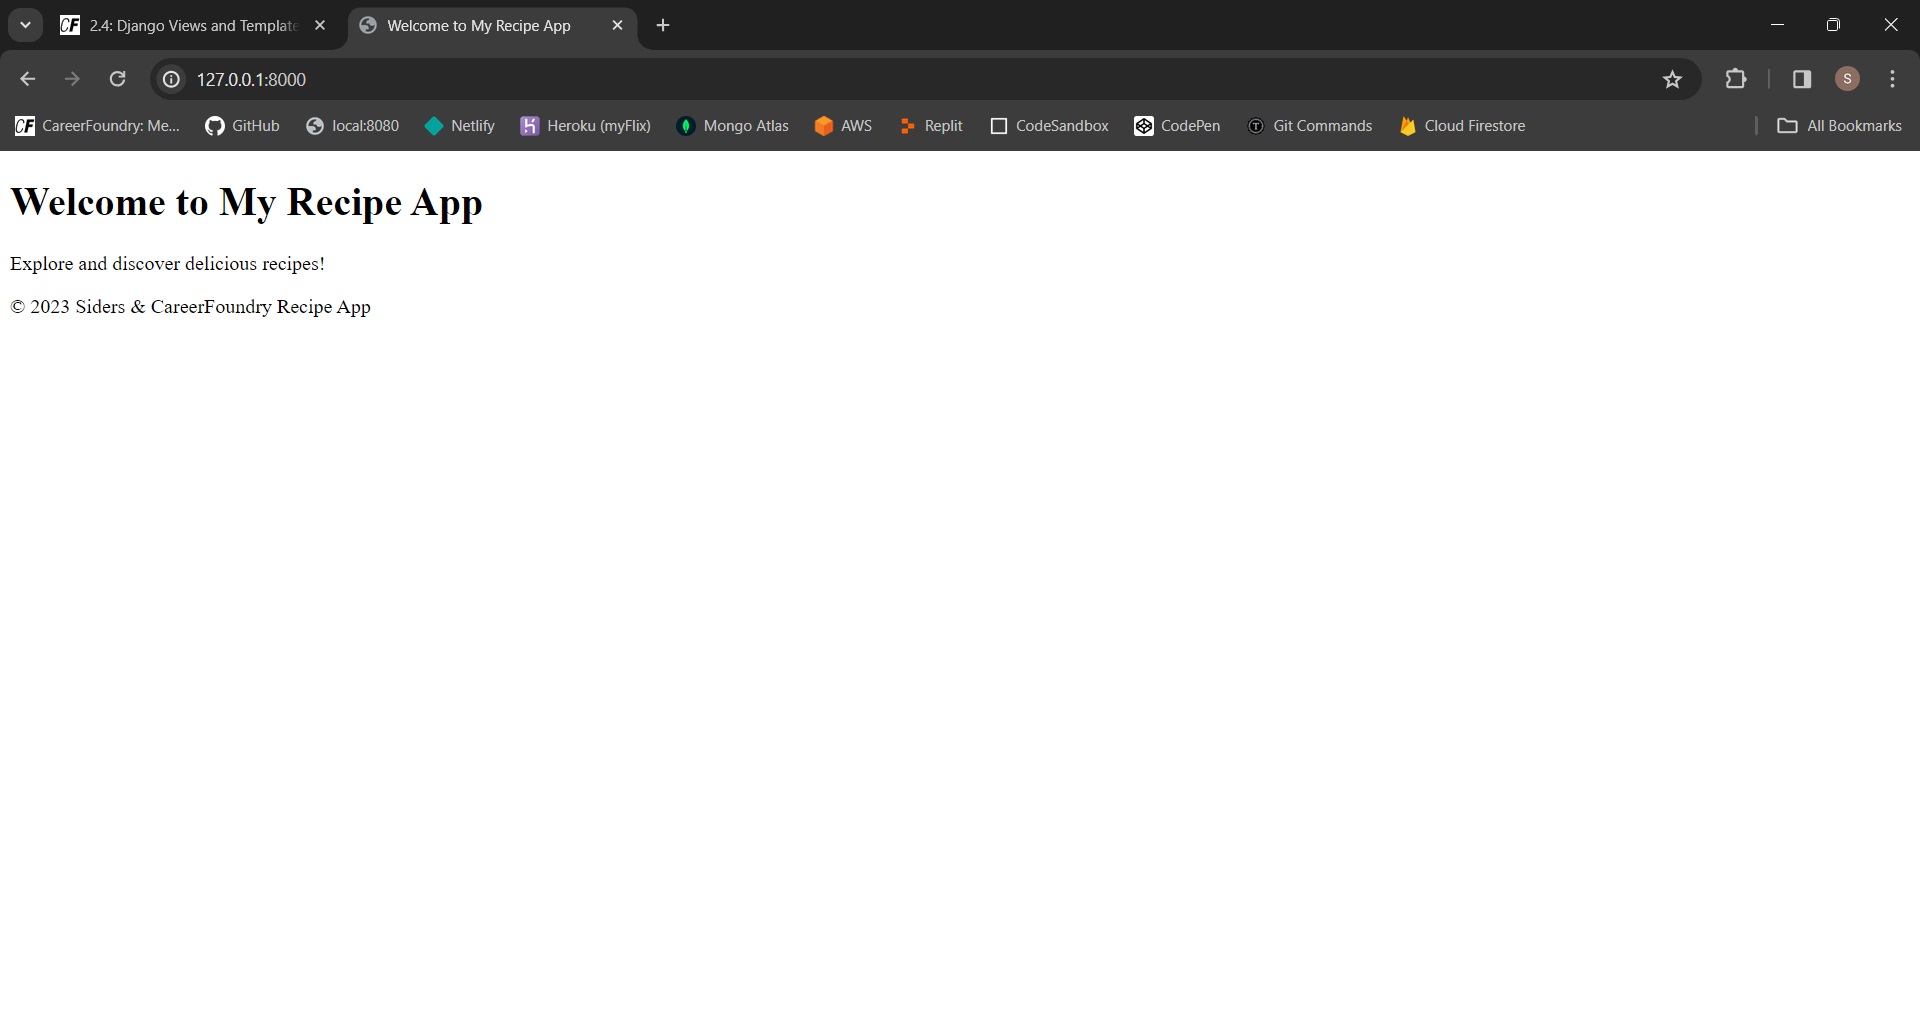 2.4: Django Views and Template
Welcome to My Recipe App
127.0.0.1:8000
S
CF CareerFoundry: Me...
GitHub
local:8080
Netlify
Heroku (myFlix)
Mongo Atlas
AWS
Replit
CodeSandbox
CodePen
Git Commands
Cloud Firestore
All Bookmarks
Welcome to My Recipe App
Explore and discover delicious recipes!
© 2023 Siders & CareerFoundry Recipe App